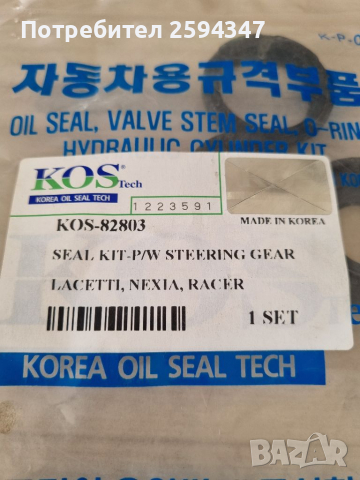 Потребител 2594347
K-P-
자동차용규격부품
OIL SEAL, VALVE STEM SEAL, O-RIN
HYDRAULIC CYLINDER KIT
KOS® Tech
KOREA OIL SEAL TECH
1223591
MADE IN KOREA
KOS-82803
SEAL KIT-P/W STEERING GEAR
LACETTI, NEXIA, RACER
1 SET
KOREA OIL SEAL TECH
bazar